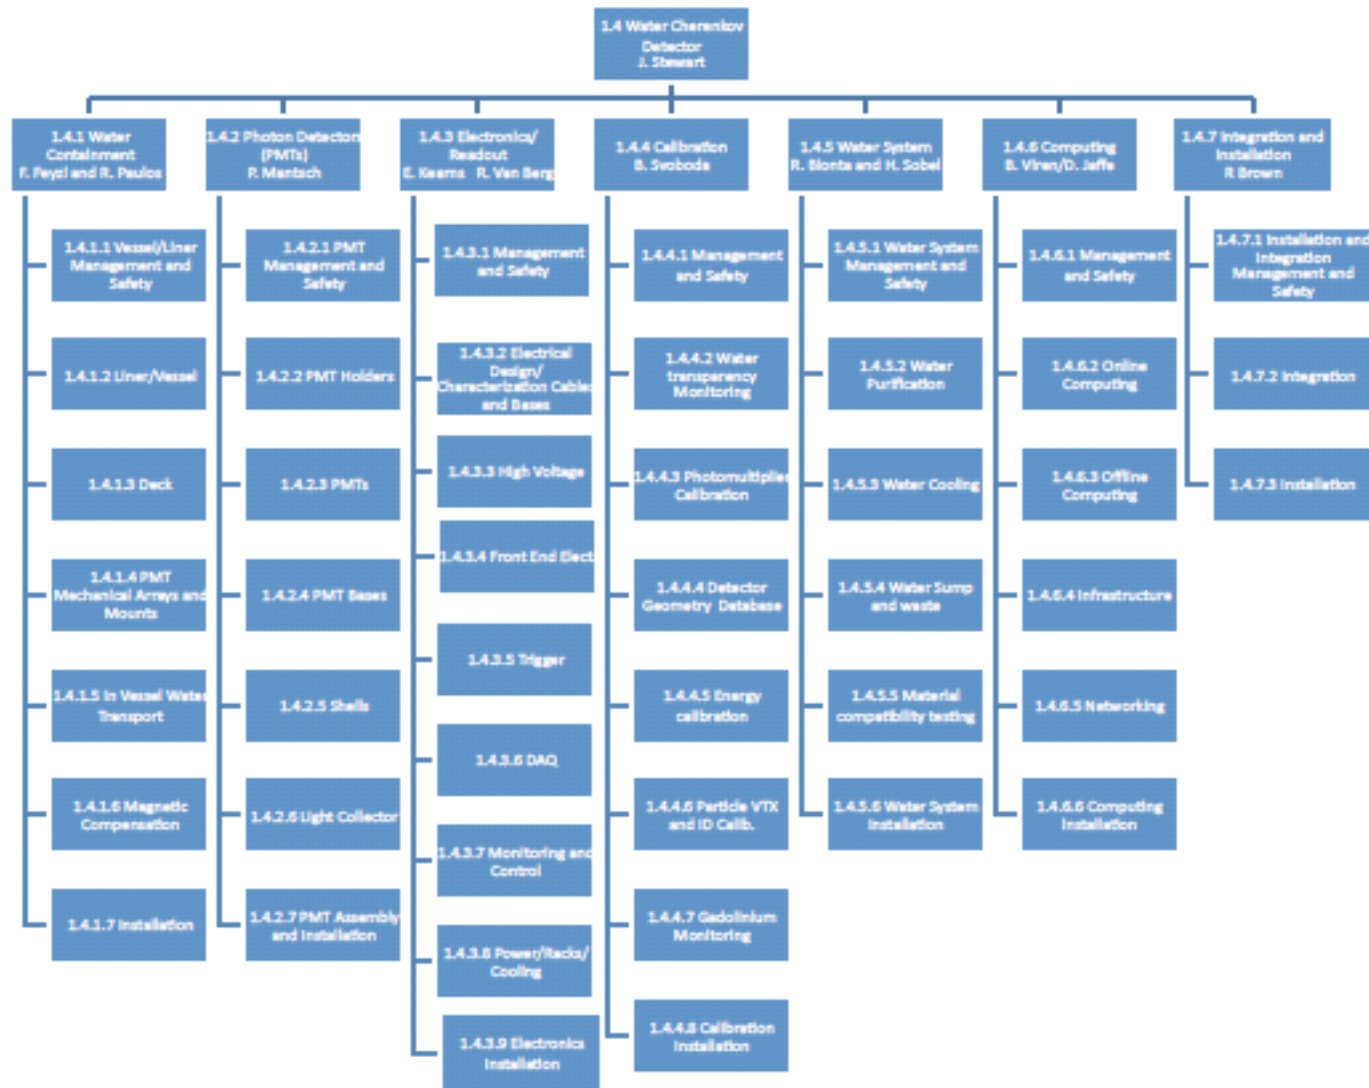 1.4 Water Cherenkov
Detector
J. Stewart
1.4.1 Water
Containment
F. Feyzi and R. Paulos
1.4.2 Photon Detectors
(PMTs)
P. Mantsch
1.4.3 Electronics/
Readout
E. Kearns R. Van Berg
1.4.4 Calibration
B. Svoboda
1.4.5 Water System
R. Bionta and H. Sobel
1.4.6 Computing
B. Viren/D. Jaffe
1.4.7 Integration and
Installation
R Brown
1.4.1.1 Vessel/Liner
Management and
Safety
1.4.1.2 Liner/Vessel
1.4.1.3 Deck
1.4.1.4 PMT
Mechanical Arrays and
Mounts
1.4.1.5 In Vessel Water
Transport
1.4.1.6 Magnetic
Compensation
1.4.1.7 Installation
1.4.2.1 PMT
Management and
Safety
1.4.2.2 PMT Holders
1.4.2.3 PMTs
1.4.2.4 PMT Bases
1.4.2.5 Shells
1.4.2.6 Light Collector
1.4.2.7 PMT Assembly
and Installation
1.4.3.1 Management
and Safety
1.4.3.2 Electrical
Design/
Characterization Cables
and Bases
1.4.3.3 High Voltage
1.4.3.4 Front End Elect
1.4.3.5 Trigger
1.4.3.6 DAQ
1.4.3.7 Monitoring and
Control
1.4.3.8 Power/Racks/
Cooling
1.4.3.9 Electronics
Installation
1.4.4.1 Management
and Safety
1.4.4.2 Water
transparency
Monitoring
1.4.4.3 Photomultiplier
Calibration
1.4.4.4 Detector
Geometry Database
1.4.4.5 Energy
calibration
1.4.4.6 Particle VTX
and ID Calib.
1.4.4.7 Gadolinium
Monitoring
1.4.4.8 Calibration
Installation
1.4.5.1 Water System
Management and
Safety
1.4.5.2 Water
Purification
1.4.5.3 Water Cooling
1.4.5.4 Water Sump
and waste
1.4.5.5 Material
compatibility testing
1.4.5.6 Water System
Installation
1.4.6.1 Management
and Safety
1.4.6.2 Online
Computing
1.4.6.3 Offline
Computing
1.4.6.4 Infrastructure
1.4.6.5 Networking
1.4.6.6 Computing
Installation
1.4.7.1 Installation and
Integration
Management and
Safety
1.4.7.2 Integration
1.4.7.3 Installation